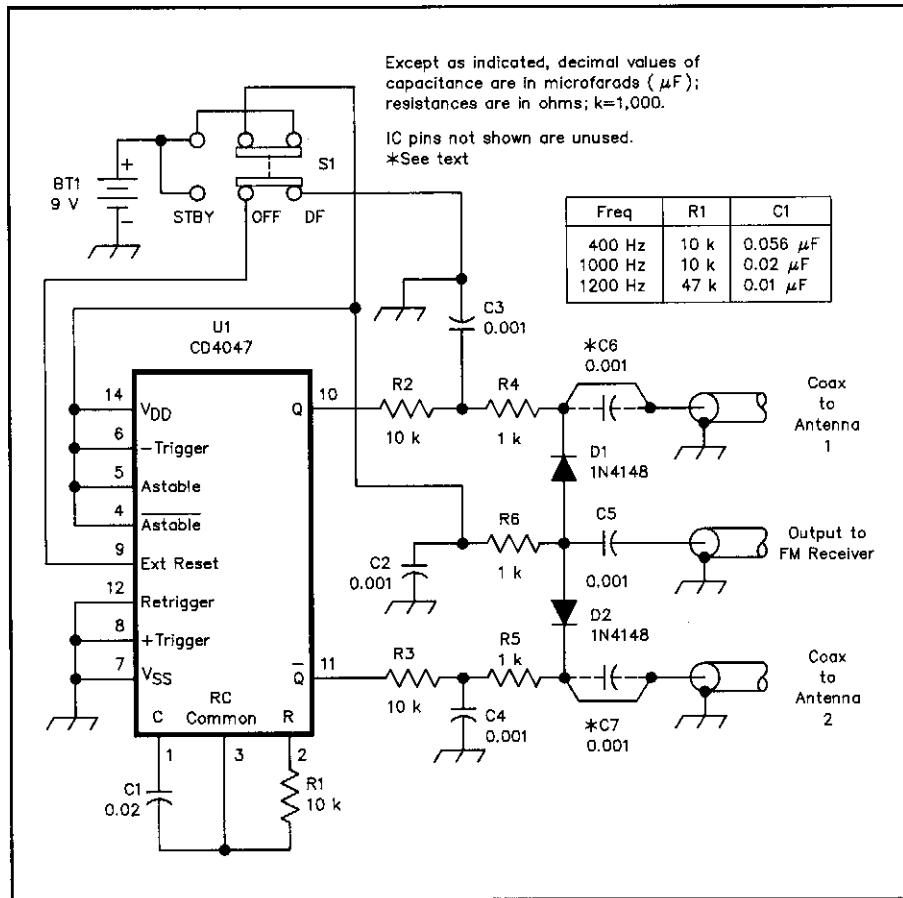 Except as indicated, decimal values of
capacitance are in microfarads (μF);
resistances are in ohms; k=1,000.
IC pins not shown are unused.
*See text
S1
+
BT1
9 V
-
STBY
OFF
DF
Freq R1 C1
400 Hz 10 k 0.056 μF
1000 Hz 10 k 0.02 μF
1200 Hz 47 k 0.01 μF
U1
CD4047
C3
0.001
*C6
0.001
14 VDD
6 -Trigger
5 Astable
4 A̅s̅t̅a̅b̅l̅e̅
9 Ext Reset
12 Retrigger
8 +Trigger
7 VSS
Q 10
Q̅ 11
RC
C Common R
1 3 2
R2
10 k
R4
1 k
Coax
to
Antenna
1
D1
1N4148
C5
0.001
R6
1 k
C2
0.001
Output to
FM Receiver
D2
1N4148
R3
10 k
R5
1 k
C4
0.001
*C7
0.001
Coax
to
Antenna
2
C1
0.02
R1
10 k